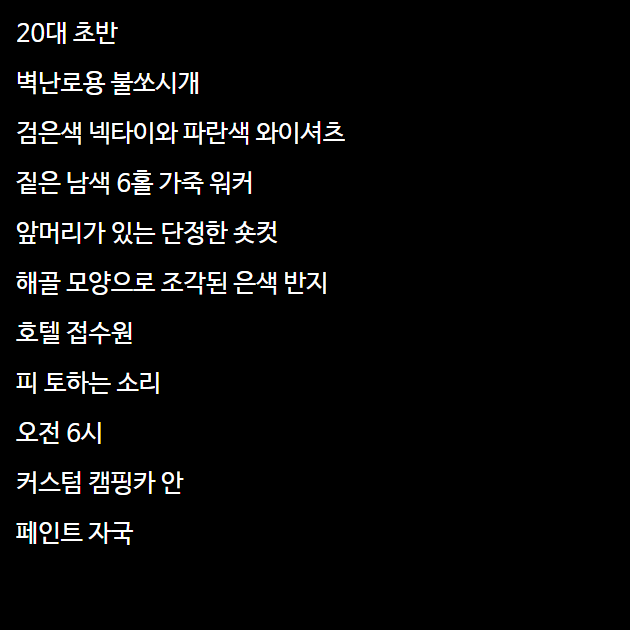 20대 초반
벽난로용 불쏘시개
검은색 넥타이와 파란색 와이셔츠
짙은 남색 6홀 가죽 워커
앞머리가 있는 단정한 숏컷
해골 모양으로 조각된 은색 반지
호텔 접수원
피 토하는 소리
오전 6시
커스텀 캠핑카 안
페인트 자국